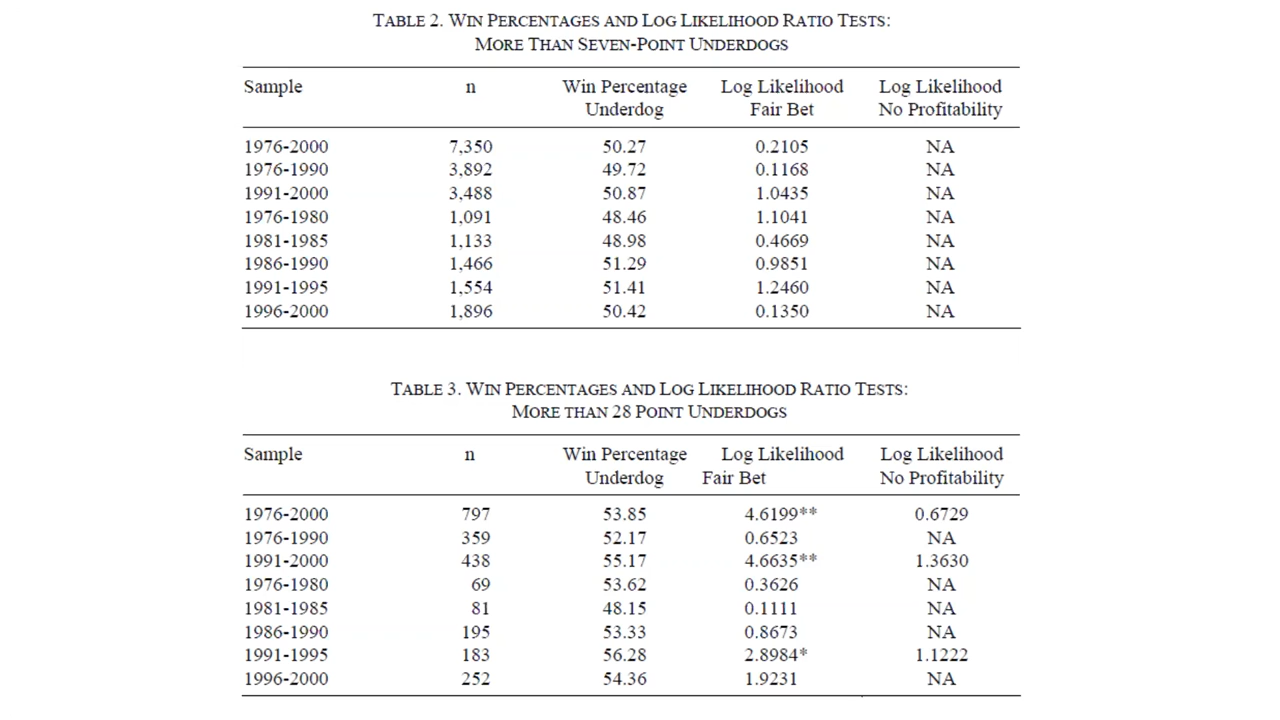 TABLE 2. WIN PERCENTAGES AND LOG LIKELIHOOD RATIO TESTS:
MORE THAN SEVEN-POINT UNDERDOGS
Sample n Win Percentage Log Likelihood Log Likelihood
Underdog Fair Bet No Profitability
1976-2000 7,350 50.27 0.2105 NA
1976-1990 3,892 49.72 0.1168 NA
1991-2000 3,488 50.87 1.0435 NA
1976-1980 1,091 48.46 1.1041 NA
1981-1985 1,133 48.98 0.4669 NA
1986-1990 1,466 51.29 0.9851 NA
1991-1995 1,554 51.41 1.2460 NA
1996-2000 1,896 50.42 0.1350 NA
TABLE 3. WIN PERCENTAGES AND LOG LIKELIHOOD RATIO TESTS:
MORE THAN 28 POINT UNDERDOGS
Sample n Win Percentage Log Likelihood Log Likelihood
Underdog Fair Bet No Profitability
1976-2000 797 53.85 4.6199** 0.6729
1976-1990 359 52.17 0.6523 NA
1991-2000 438 55.17 4.6635** 1.3630
1976-1980 69 53.62 0.3626 NA
1981-1985 81 48.15 0.1111 NA
1986-1990 195 53.33 0.8673 NA
1991-1995 183 56.28 2.8984* 1.1222
1996-2000 252 54.36 1.9231 NA